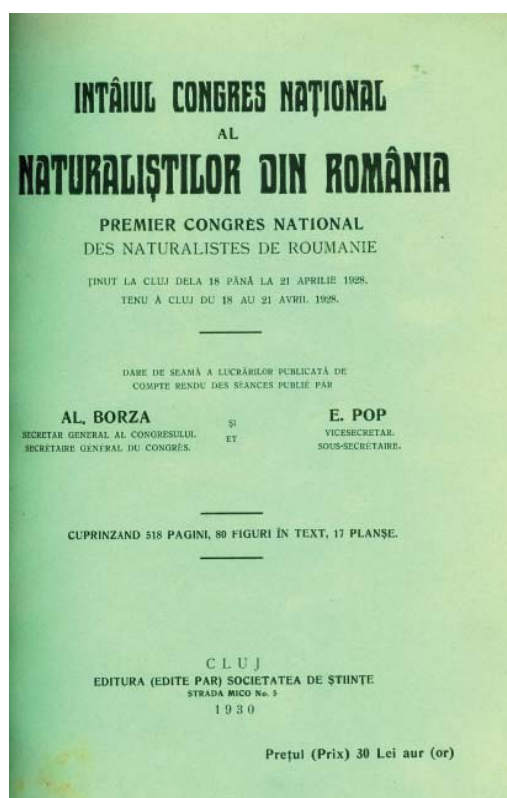 INTÂIUL CONGRES NAȚIONAL
AL
NATURALIȘTILOR DIN ROMÂNIA
PREMIER CONGRÈS NATIONAL
DES NATURALISTES DE ROUMANIE
ȚINUT LA CLUJ DELA 18 PÂNĂ LA 21 APRILIE 1928.
TENU À CLUJ DU 18 AU 21 AVRIL 1928.
DARE DE SEAMĂ A LUCRĂRILOR PUBLICATĂ DE
COMPTE RENDU DES SÉANCES PUBLIÉ PAR
AL. BORZA
SECRETAR GENERAL AL CONGRESULUI.
SECRÉTAIRE GÉNÉRAL DU CONGRÈS.
ȘI
ET
E. POP
VICESECRETAR.
SOUS-SECRÉTAIRE.
CUPRINZAND 518 PAGINI, 80 FIGURI ÎN TEXT, 17 PLANȘE.
CLUJ
EDITURA (EDITE PAR) SOCIETATEA DE ȘTIINȚE
STRADA MICO No. 5
1930
Prețul (Prix) 30 Lei aur (or)